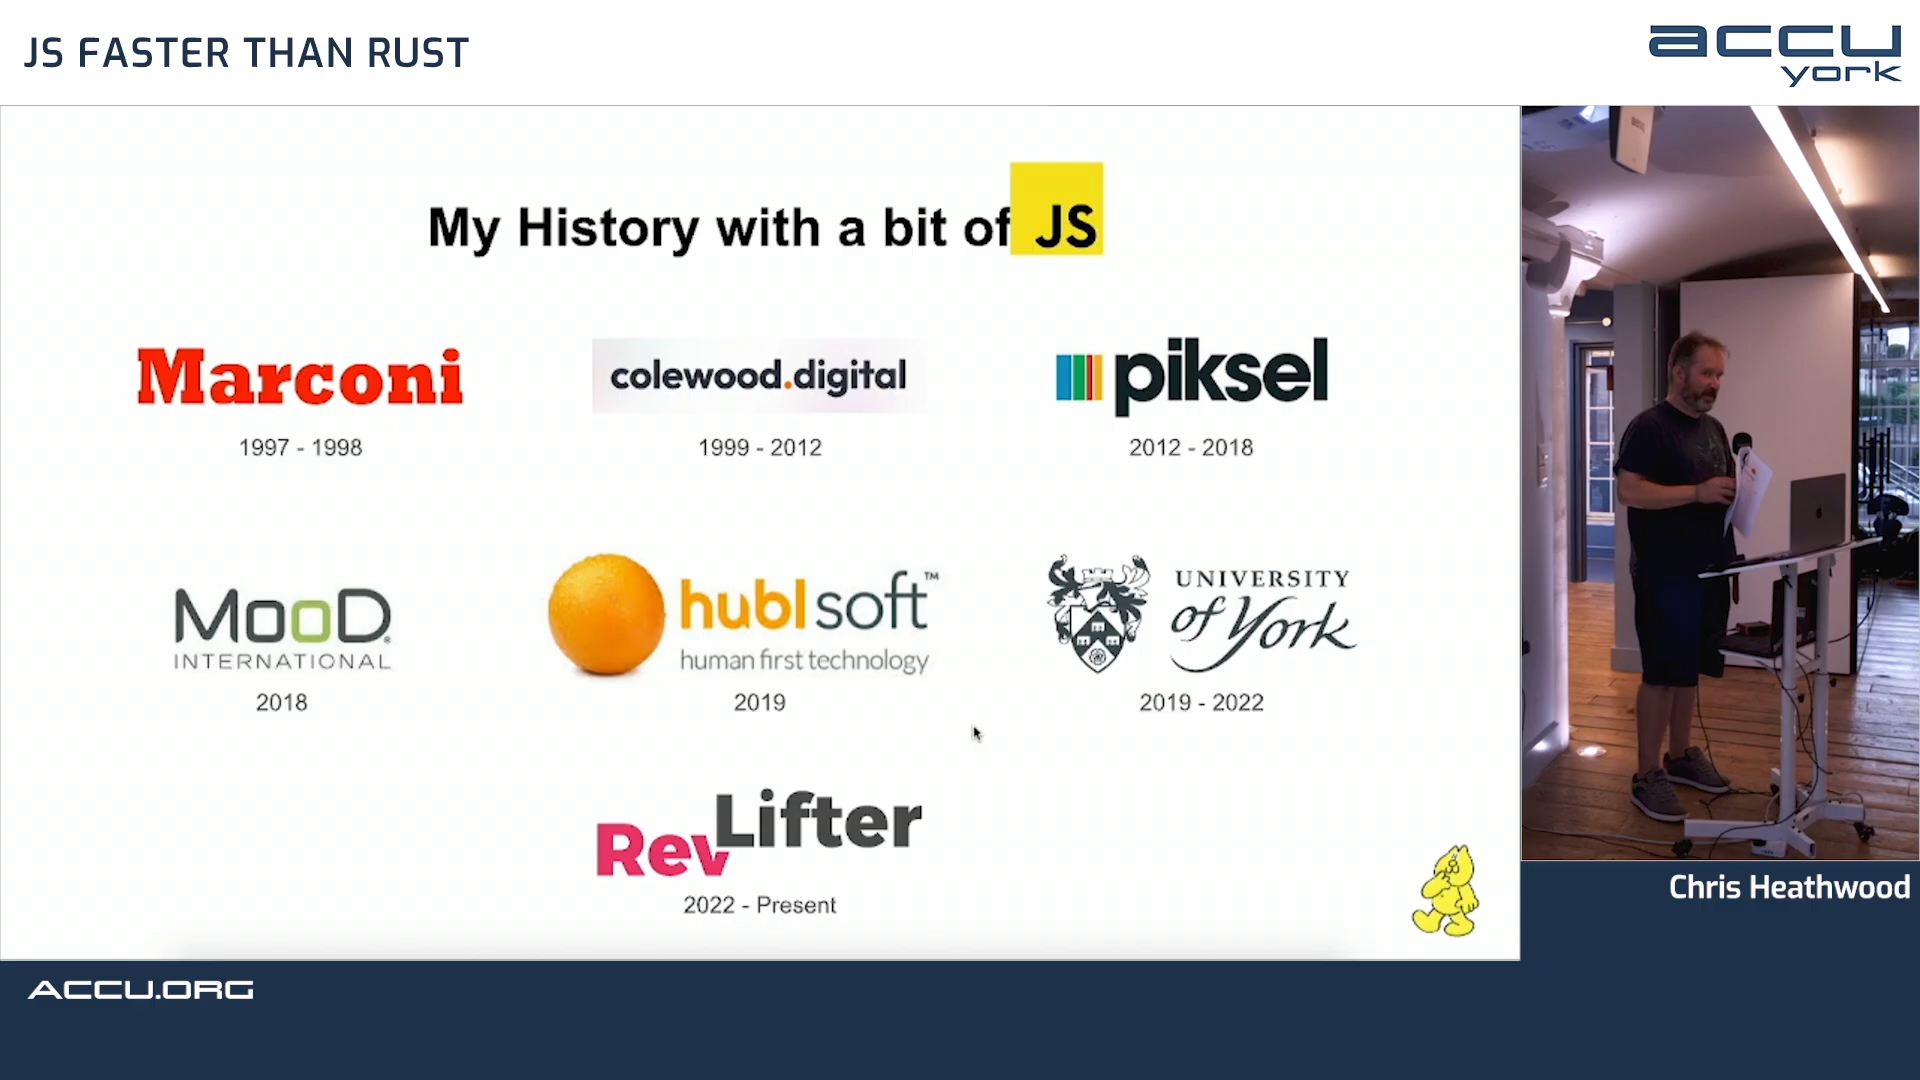 JS FASTER THAN RUST
accu
york
My History with a bit of JS
Marconi
1997 - 1998
colewood.digital
1999 - 2012
piksel
2012 - 2018
MooD
INTERNATIONAL
2018
hubl soft™
human first technology
2019
UNIVERSITY
of York
2019 - 2022
RevLifter
2022 - Present
Chris Heathwood
ACCU.ORG